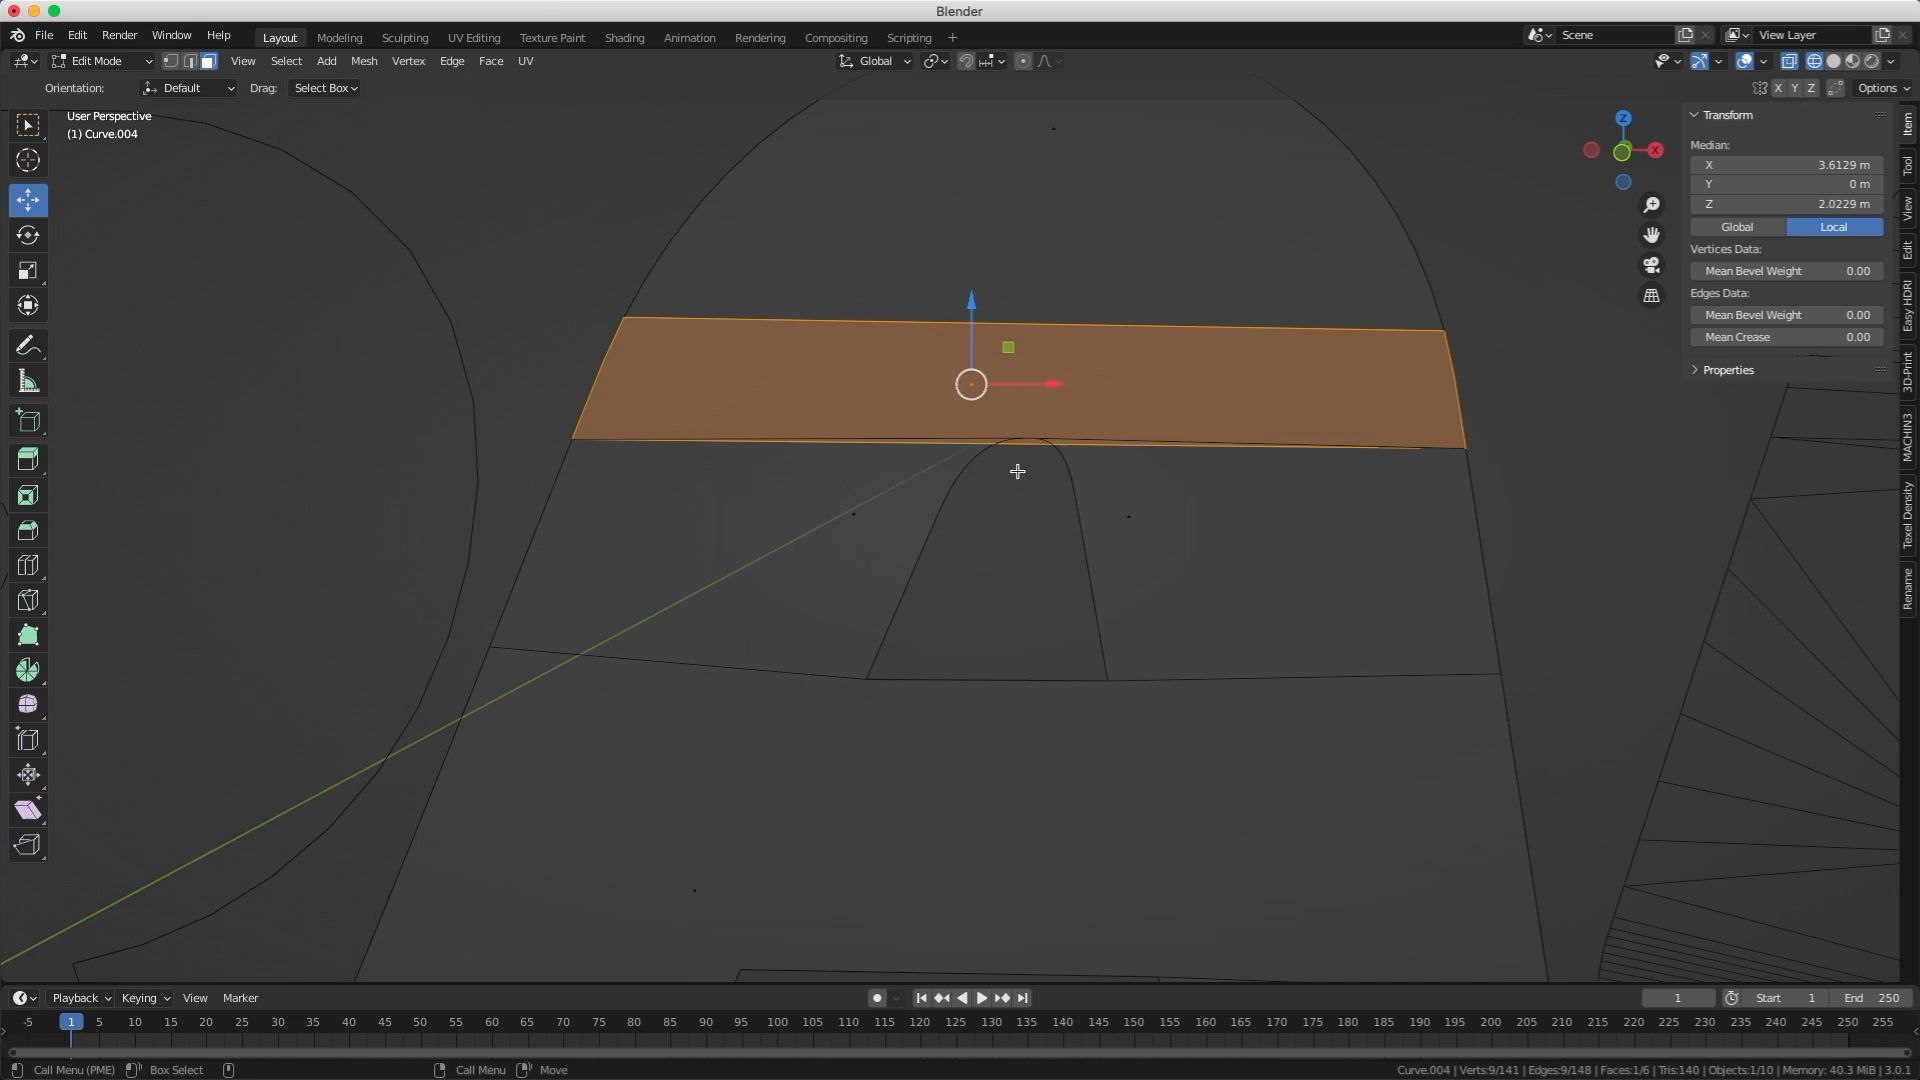 Blender
File Edit Render Window Help Layout Modeling Sculpting UV Editing Texture Paint Shading Animation Rendering Compositing Scripting + Scene View Layer
Edit Mode View Select Add Mesh Vertex Edge Face UV Global
Orientation: Default Drag: Select Box X Y Z Options
User Perspective
(1) Curve.004
Z
X
Transform
Median:
X 3.6129 m
Y 0 m
Z 2.0229 m
Global Local
Vertices Data:
Mean Bevel Weight 0.00
Edges Data:
Mean Bevel Weight 0.00
Mean Crease 0.00
Properties
Item
Tool
View
Edit
Easy HDRI
3D-Print
MACHIN3
Texel Density
Rename
Playback Keying View Marker 1 Start 1 End 250
-5 1 5 10 15 20 25 30 35 40 45 50 55 60 65 70 75 80 85 90 95 100 105 110 115 120 125 130 135 140 145 150 155 160 165 170 175 180 185 190 195 200 205 210 215 220 225 230 235 240 245 250 255
Call Menu (PME) Box Select Call Menu Move Curve.004 | Verts:9/141 | Edges:9/148 | Faces:1/6 | Tris:140 | Objects:1/10 | Memory: 40.3 MiB | 3.0.1